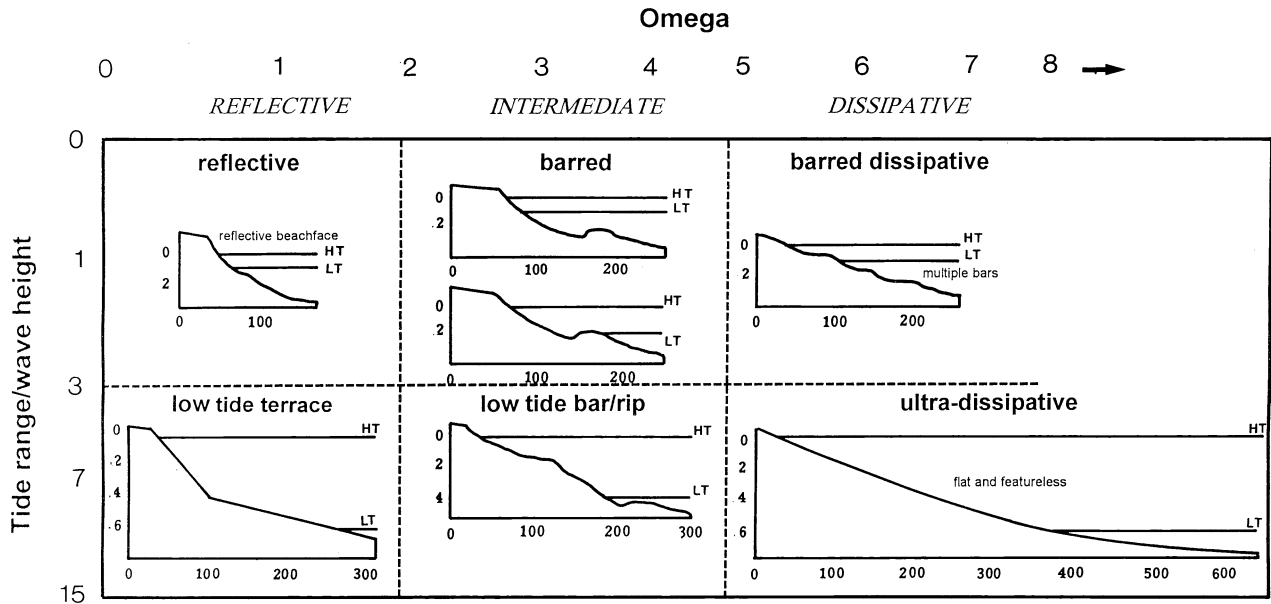 Omega
0 1 2 3 4 5 6 7 8
REFLECTIVE INTERMEDIATE DISSIPATIVE
Tide range/wave height
0
1
3
7
15
reflective
reflective beachface
HT
LT
0
2
0 100
barred
HT
LT
0
.2
0 100 200
HT
LT
0
.2
0 100 200
barred dissipative
HT
LT
multiple bars
0
2
0 100 200
low tide terrace
HT
LT
0
.2
.4
.6
0 100 200 300
low tide bar/rip
HT
LT
0
2
4
0 100 200 300
ultra-dissipative
HT
flat and featureless
LT
0
2
.4
.6
0 100 200 300 400 500 600